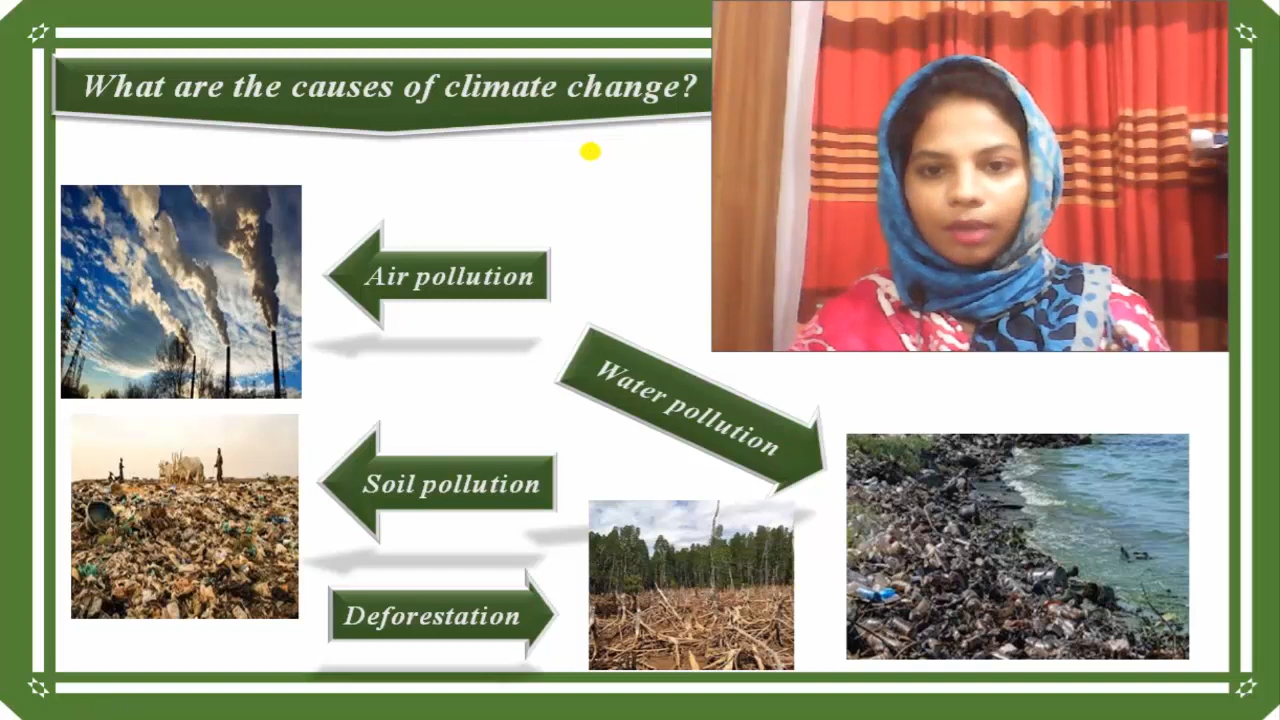 What are the causes of climate change?
Air pollution
Water pollution
Soil pollution
Deforestation